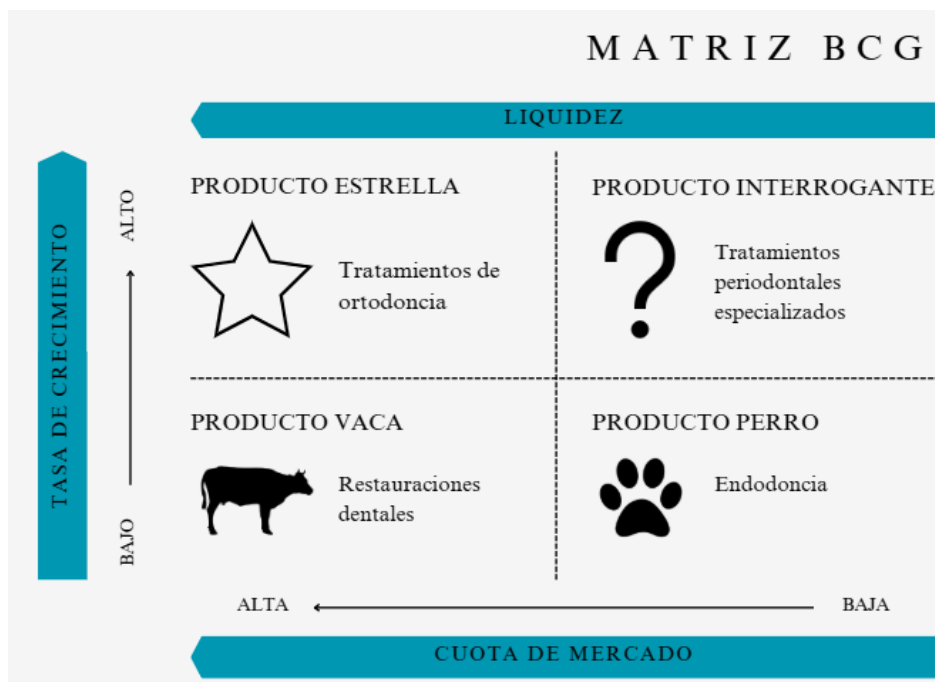 MATRIZ BCG
LIQUIDEZ
TASA DE CRECIMIENTO
ALTO
BAJO
PRODUCTO ESTRELLA
Tratamientos de
ortodoncia
PRODUCTO INTERROGANTE
?
Tratamientos
periodontales
especializados
PRODUCTO VACA
Restauraciones
dentales
PRODUCTO PERRO
Endodoncia
ALTA
BAJA
CUOTA DE MERCADO